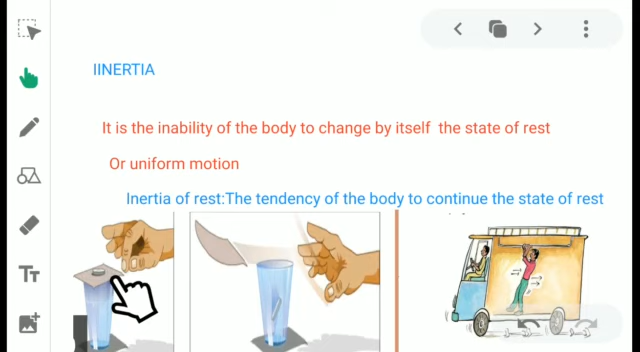 IINERTIA
It is the inability of the body to change by itself the state of rest
Or uniform motion
Inertia of rest:The tendency of the body to continue the state of rest
TT